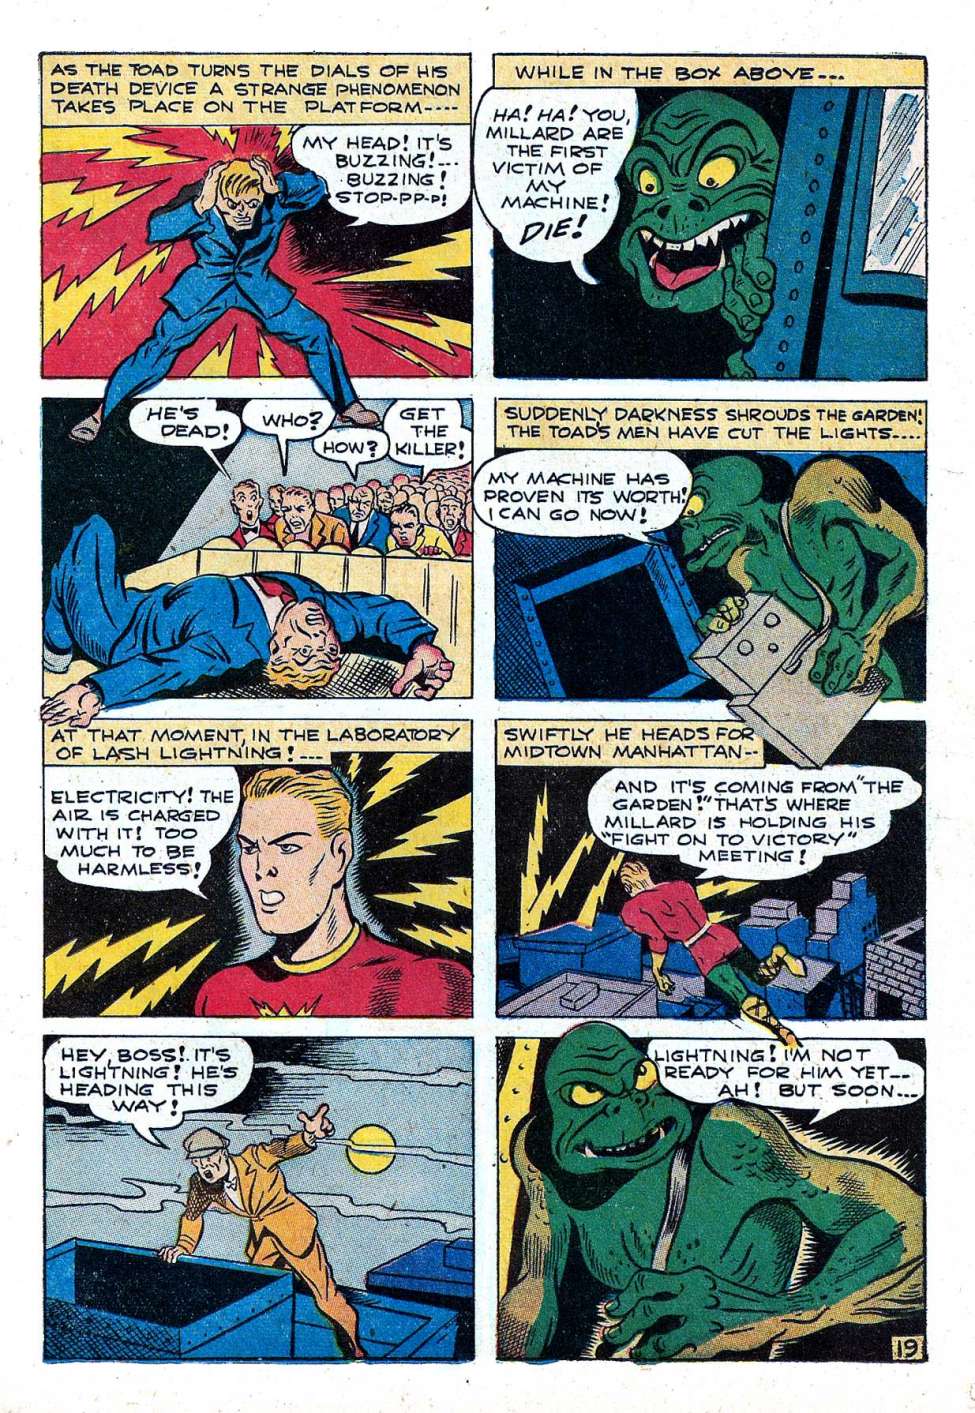 AS THE TOAD TURNS THE DIALS OF HIS
DEATH DEVICE A STRANGE PHENOMENON
TAKES PLACE ON THE PLATFORM----
MY HEAD! IT'S
BUZZING!--
BUZZING!
STOP-PP-P!
WHILE IN THE BOX ABOVE---
HA! HA! YOU,
MILLARD ARE
THE FIRST
VICTIM OF
MY
MACHINE!
DIE!
HE'S
DEAD!
WHO?
HOW?
GET
THE
KILLER!
SUDDENLY DARKNESS SHROUDS THE GARDEN!
THE TOAD'S MEN HAVE CUT THE LIGHTS----
MY MACHINE HAS
PROVEN ITS WORTH!
I CAN GO NOW!
AT THAT MOMENT, IN THE LABORATORY
OF LASH LIGHTNING!---
ELECTRICITY! THE
AIR IS CHARGED
WITH IT! TOO
MUCH TO BE
HARMLESS!
SWIFTLY HE HEADS FOR
MIDTOWN MANHATTAN--
AND IT'S COMING FROM "THE
GARDEN!" THAT'S WHERE
MILLARD IS HOLDING HIS
"FIGHT ON TO VICTORY"
MEETING!
HEY, BOSS! IT'S
LIGHTNING! HE'S
HEADING THIS
WAY!
LIGHTNING! I'M NOT
READY FOR HIM YET--
AH! BUT SOON---
19